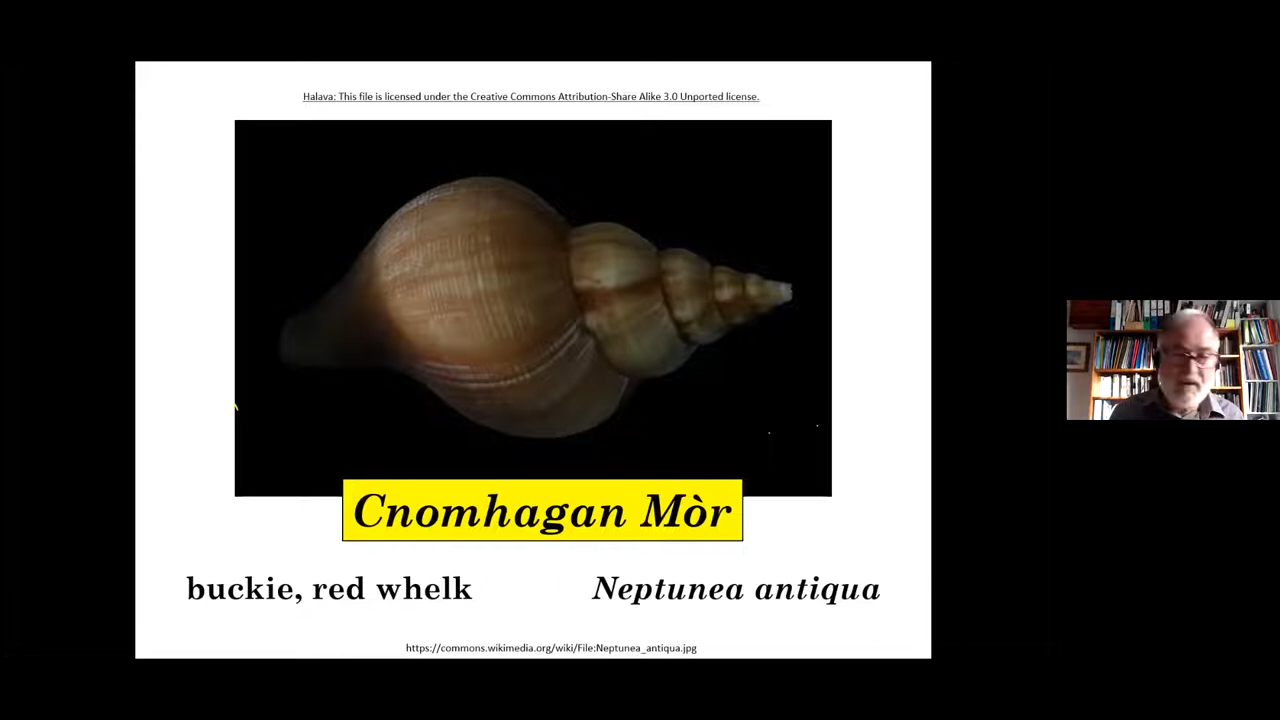 Halava: This file is licensed under the Creative Commons Attribution-Share Alike 3.0 Unported license.
Cnomhagan Mòr
buckie, red whelk
Neptunea antiqua
https://commons.wikimedia.org/wiki/File:Neptunea_antiqua.jpg